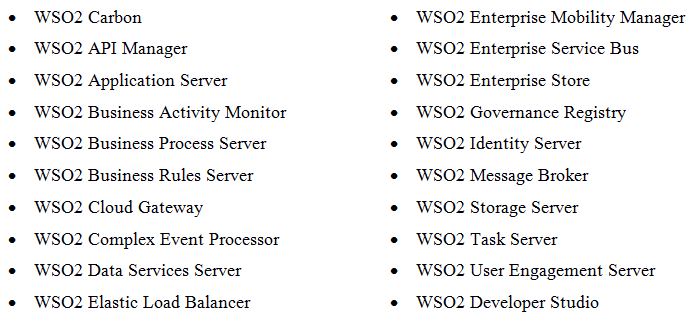 • WSO2 Carbon
• WSO2 API Manager
• WSO2 Application Server
• WSO2 Business Activity Monitor
• WSO2 Business Process Server
• WSO2 Business Rules Server
• WSO2 Cloud Gateway
• WSO2 Complex Event Processor
• WSO2 Data Services Server
• WSO2 Elastic Load Balancer
• WSO2 Enterprise Mobility Manager
• WSO2 Enterprise Service Bus
• WSO2 Enterprise Store
• WSO2 Governance Registry
• WSO2 Identity Server
• WSO2 Message Broker
• WSO2 Storage Server
• WSO2 Task Server
• WSO2 User Engagement Server
• WSO2 Developer Studio